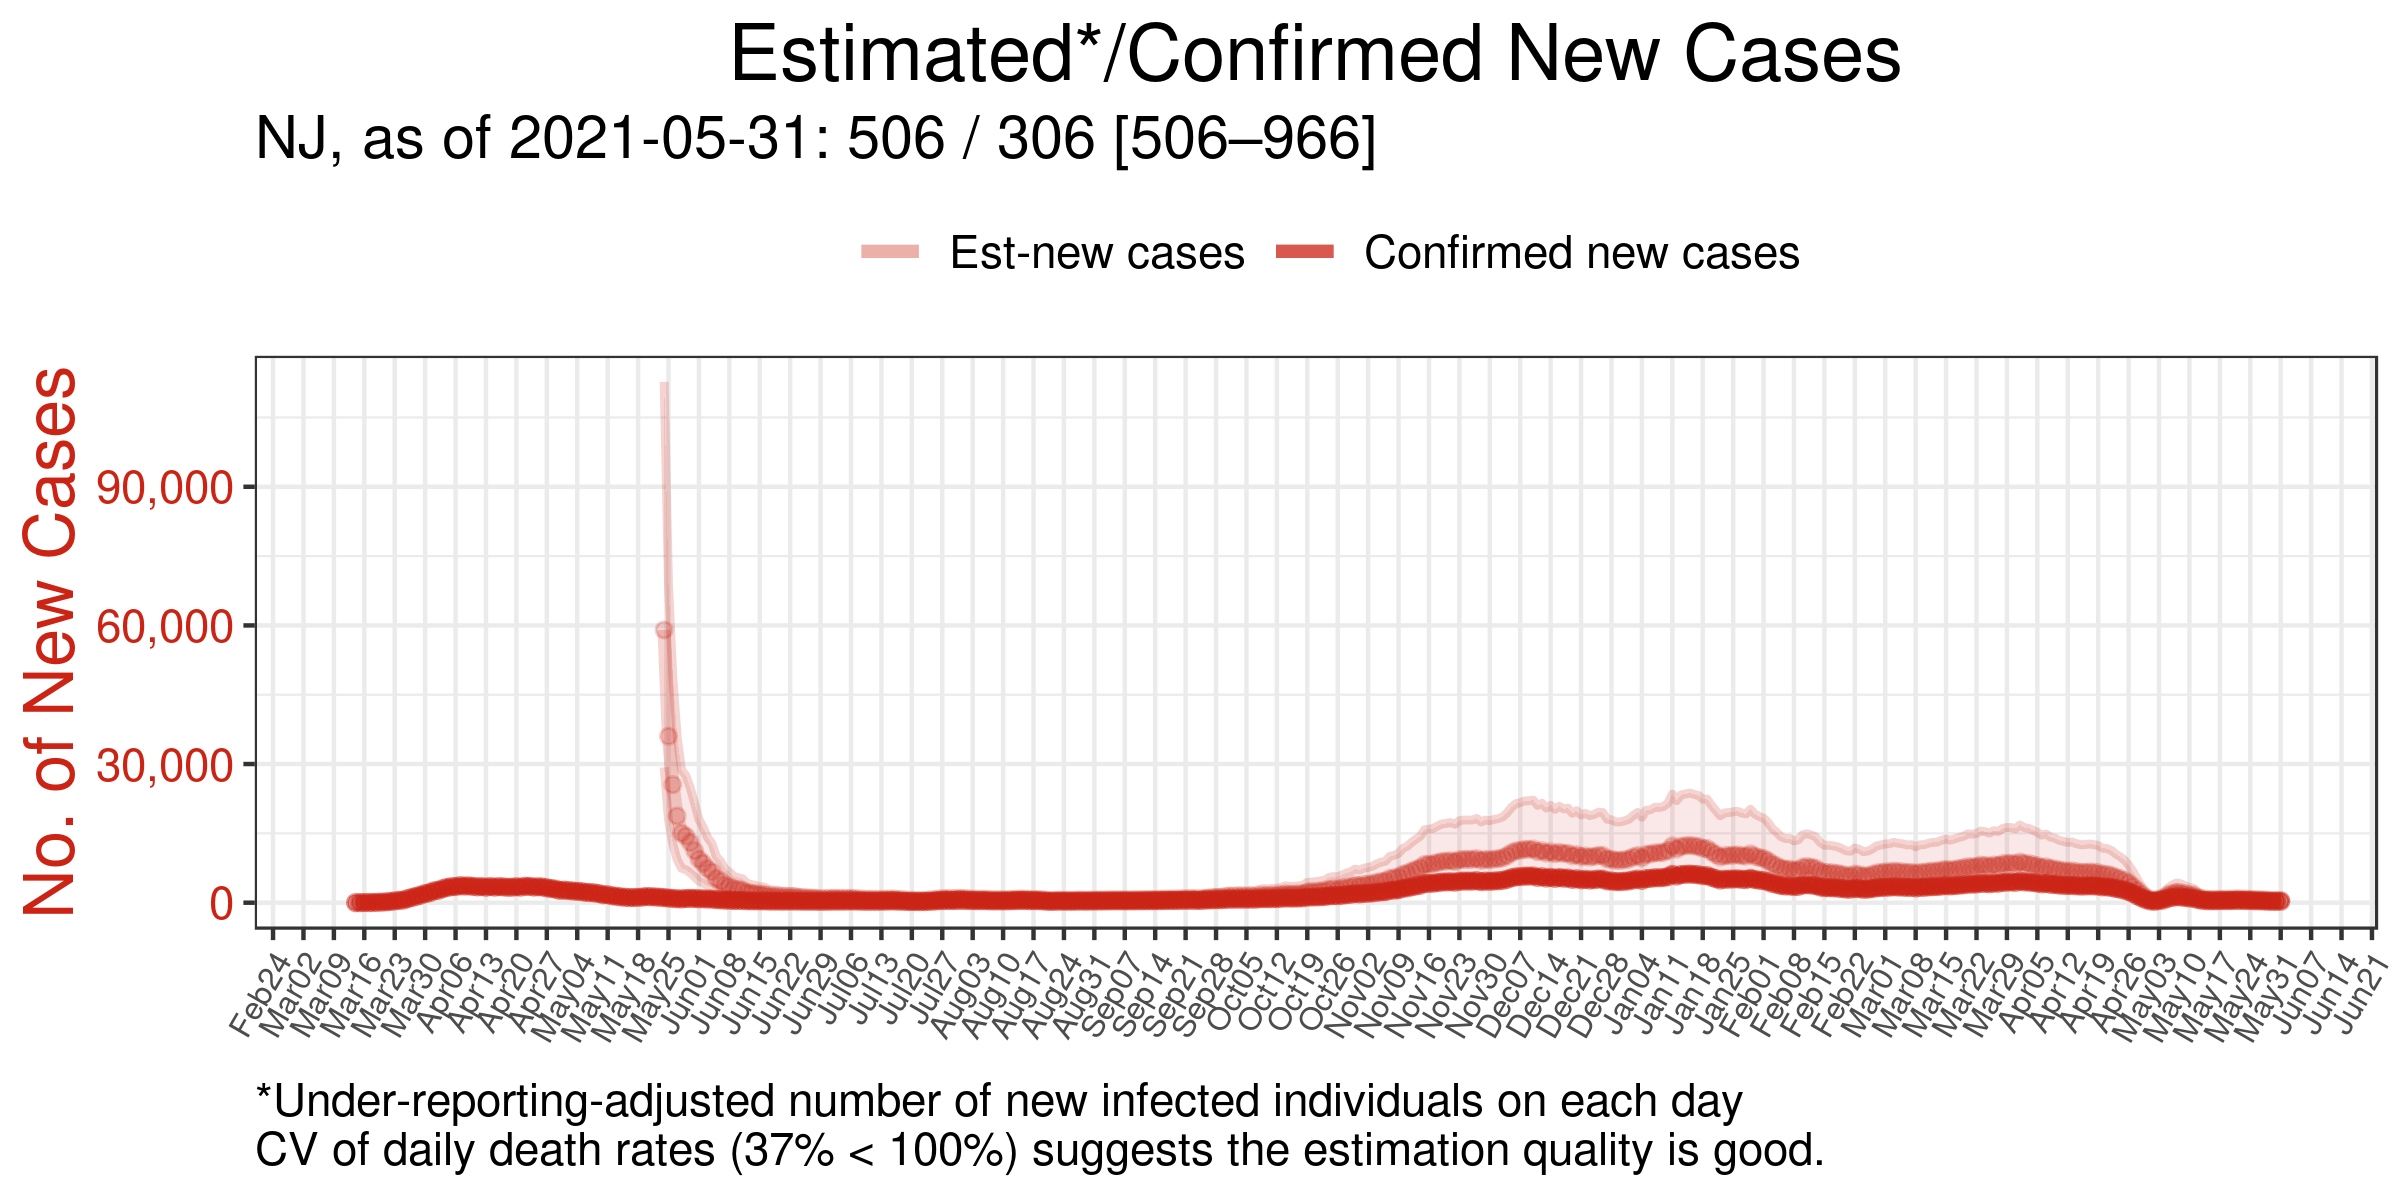 Estimated*/Confirmed New Cases
NJ, as of 2021-05-31: 506 / 306 [506–966]
Est-new cases
Confirmed new cases
No. of New Cases
90,000
60,000
30,000
0
Feb24
Mar02
Mar09
Mar16
Mar23
Mar30
Apr06
Apr13
Apr20
Apr27
May04
May11
May18
May25
Jun01
Jun08
Jun15
Jun22
Jun29
Jul06
Jul13
Jul20
Jul27
Aug03
Aug10
Aug17
Aug24
Aug31
Sep07
Sep14
Sep21
Sep28
Oct05
Oct12
Oct19
Oct26
Nov02
Nov09
Nov16
Nov23
Nov30
Dec07
Dec14
Dec21
Dec28
Jan04
Jan11
Jan18
Jan25
Feb01
Feb08
Feb15
Feb22
Mar01
Mar08
Mar15
Mar22
Mar29
Apr05
Apr12
Apr19
Apr26
May03
May10
May17
May24
May31
Jun07
Jun14
Jun21
*Under-reporting-adjusted number of new infected individuals on each day
CV of daily death rates (37% < 100%) suggests the estimation quality is good.